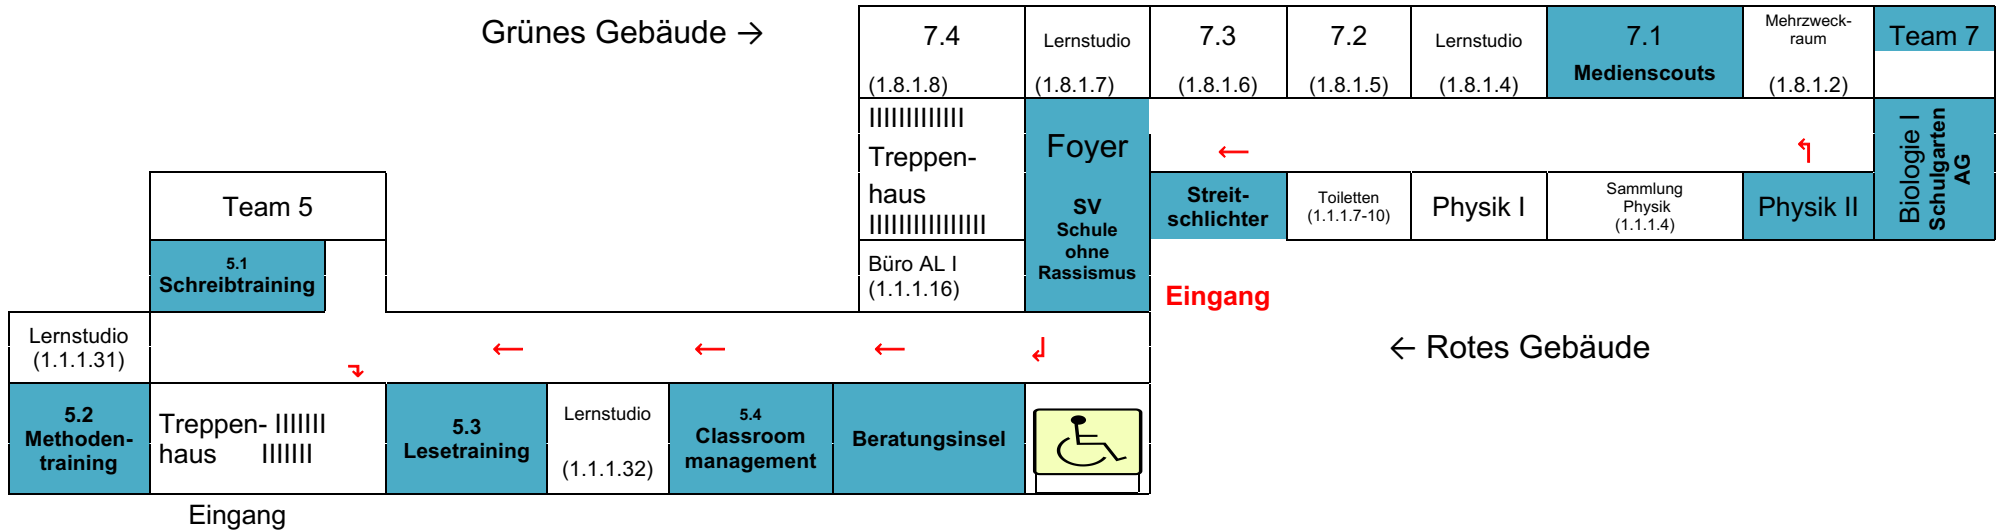 Grünes Gebäude →
7.4
(1.8.1.8)
Lernstudio
(1.8.1.7)
7.3
(1.8.1.6)
7.2
(1.8.1.5)
Lernstudio
(1.8.1.4)
7.1
Medienscouts
Mehrzweck-
raum
(1.8.1.2)
Team 7
IIIIIIIIIIIII
Treppen-
haus
IIIIIIIIIIIIIIII
Foyer
SV
Schule
ohne
Rassismus
←
↰
Biologie I
Schulgarten
AG
Streit-
schlichter
Toiletten
(1.1.1.7-10)
Physik I
Sammlung
Physik
(1.1.1.4)
Physik II
Team 5
5.1
Schreibtraining
Büro AL I
(1.1.1.16)
Eingang
Lernstudio
(1.1.1.31)
← Rotes Gebäude
5.2
Methoden-
training
Treppen- IIIIIII
haus IIIIIII
5.3
Lesetraining
Lernstudio
(1.1.1.32)
5.4
Classroom
management
Beratungsinsel
Eingang